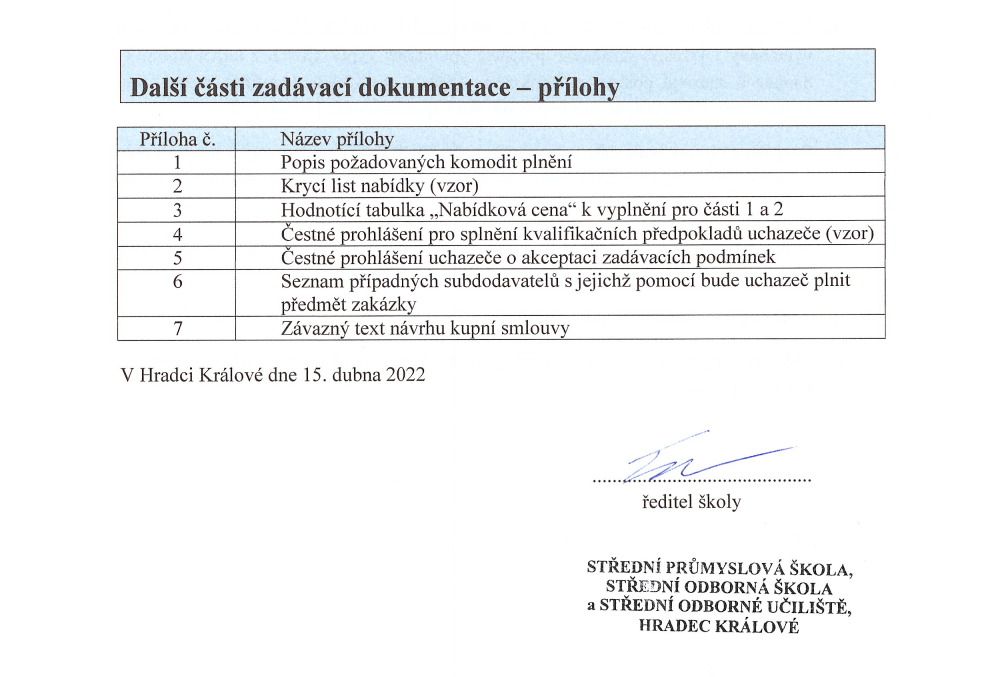 Další části zadávací dokumentace – přílohy
Příloha č. Název přílohy
1 Popis požadovaných komodit plnění
2 Krycí list nabídky (vzor)
3 Hodnotící tabulka „Nabídková cena“ k vyplnění pro části 1 a 2
4 Čestné prohlášení pro splnění kvalifikačních předpokladů uchazeče (vzor)
5 Čestné prohlášení uchazeče o akceptaci zadávacích podmínek
6 Seznam případných subdodavatelů s jejichž pomocí bude uchazeč plnit
předmět zakázky
7 Závazný text návrhu kupní smlouvy
V Hradci Králové dne 15. dubna 2022
ředitel školy
STŘEDNÍ PRŮMYSLOVÁ ŠKOLA,
STŘEDNÍ ODBORNÁ ŠKOLA
a STŘEDNÍ ODBORNÉ UČILIŠTĚ,
HRADEC KRÁLOVÉ